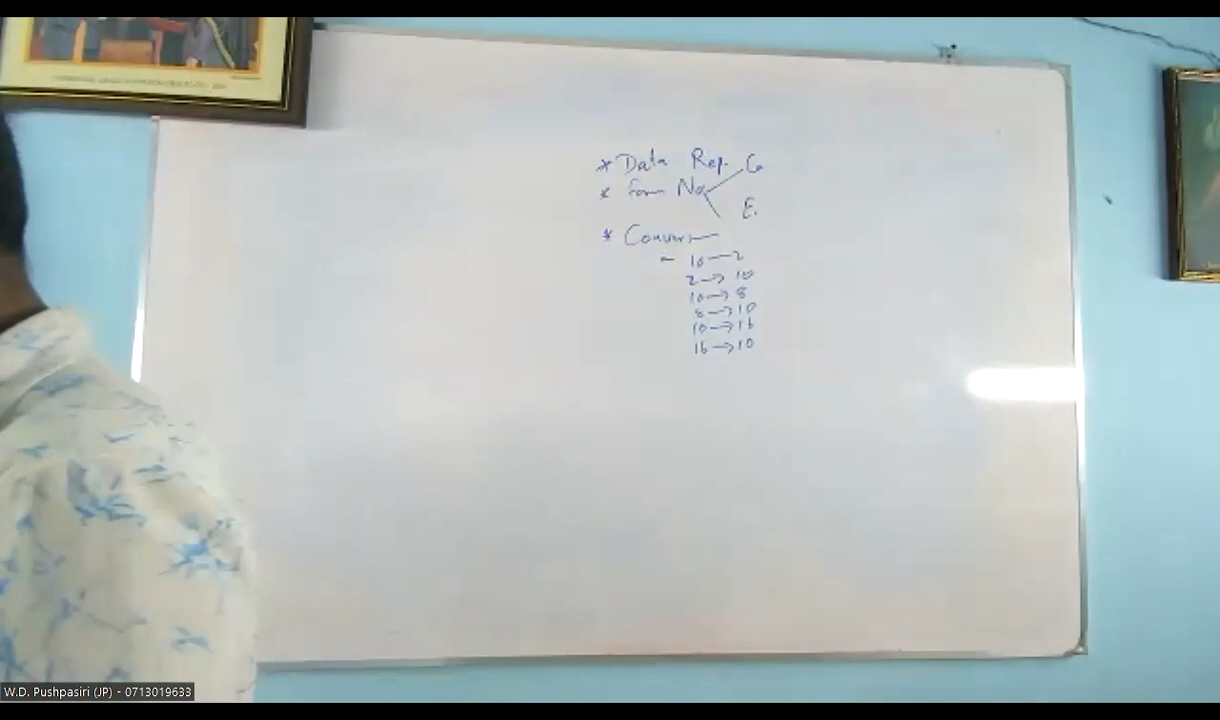 * Data Rep.
* Form No. G
E.
* Convers
- 10 — 2
2 → 10
10 → 8
8 → 10
10 → 16
16 → 10
W.D. Pushpasiri (JP) - 0713019633